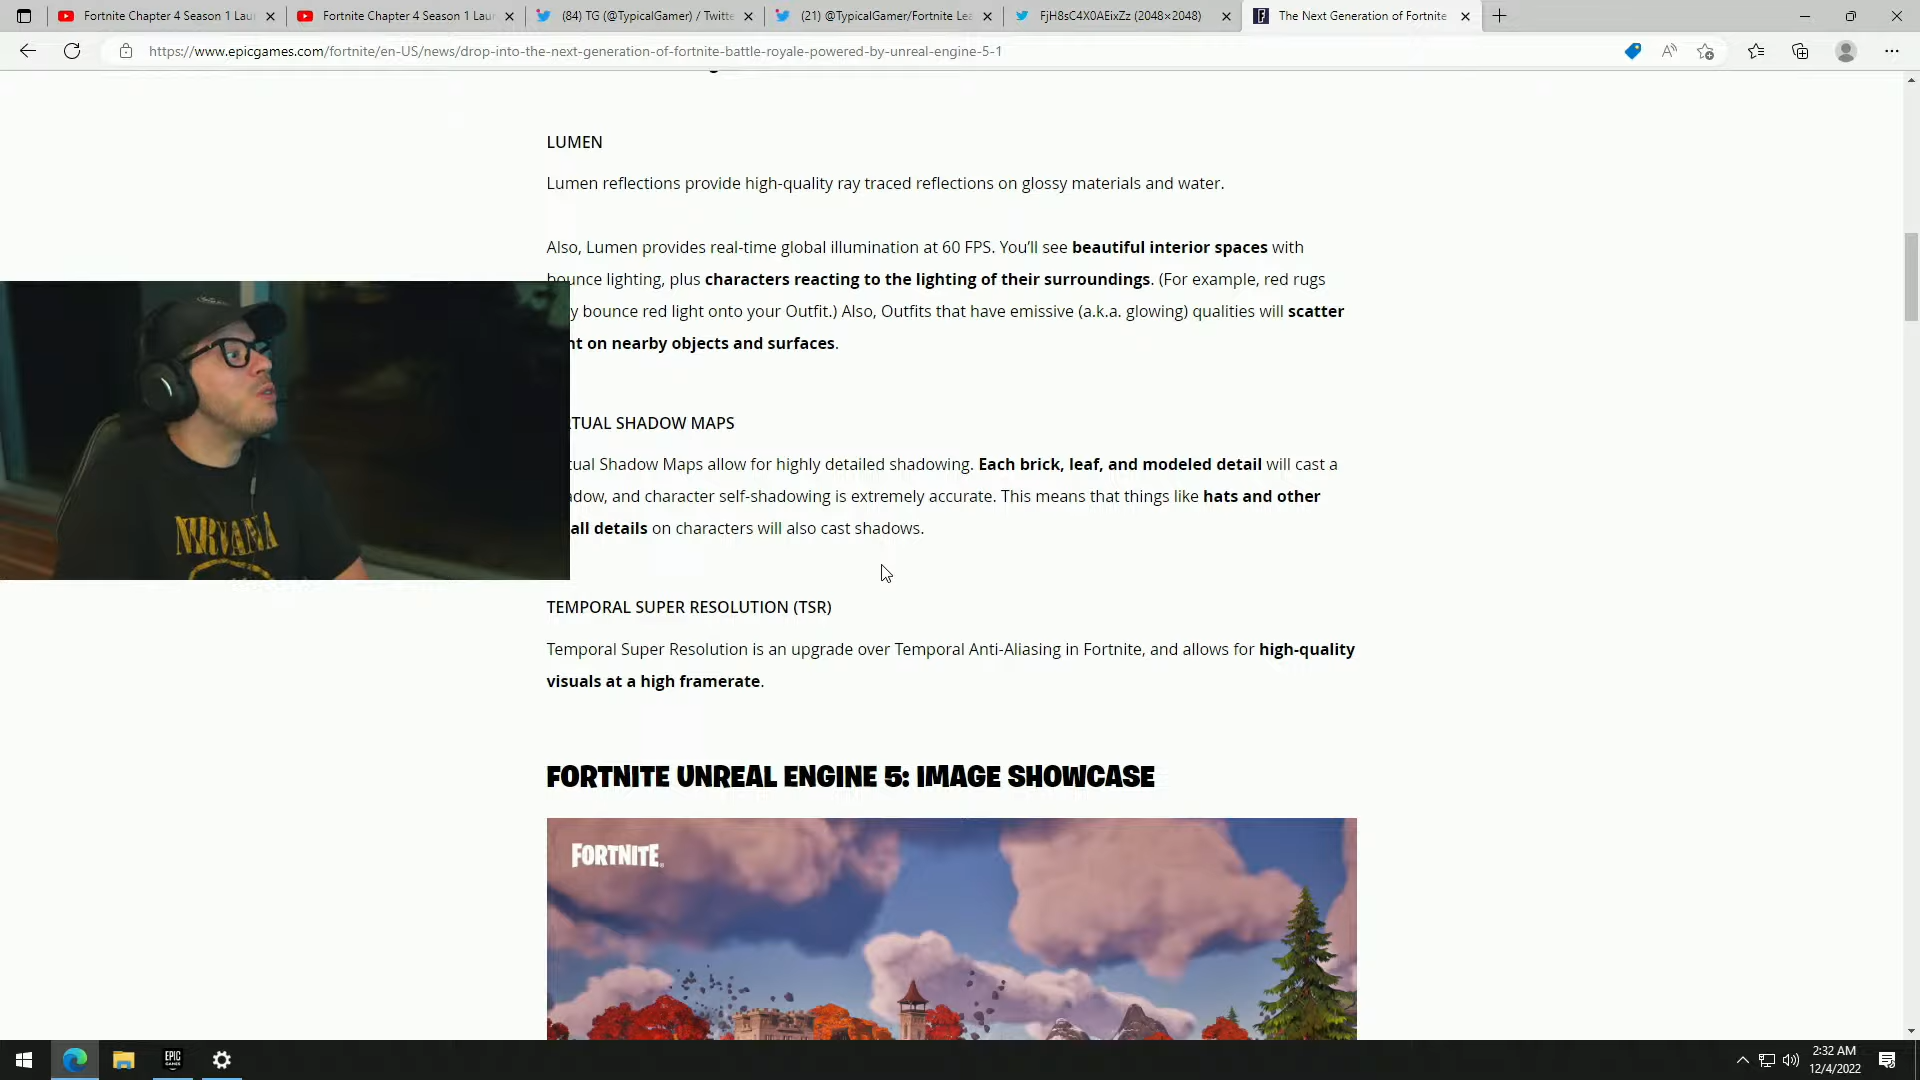 Fortnite Chapter 4 Season 1 Lau
Fortnite Chapter 4 Season 1 Lau
(84) TG (@TypicalGamer) / Twitte
(21) @TypicalGamer/Fortnite Lea
FjH8sC4X0AEixZz (2048×2048)
The Next Generation of Fortnite
https://www.epicgames.com/fortnite/en-US/news/drop-into-the-next-generation-of-fortnite-battle-royale-powered-by-unreal-engine-5-1
LUMEN
Lumen reflections provide high-quality ray traced reflections on glossy materials and water.
Also, Lumen provides real-time global illumination at 60 FPS. You'll see beautiful interior spaces with
bounce lighting, plus characters reacting to the lighting of their surroundings. (For example, red rugs
y bounce red light onto your Outfit.) Also, Outfits that have emissive (a.k.a. glowing) qualities will scatter
nt on nearby objects and surfaces.
TUAL SHADOW MAPS
tual Shadow Maps allow for highly detailed shadowing. Each brick, leaf, and modeled detail will cast a
adow, and character self-shadowing is extremely accurate. This means that things like hats and other
all details on characters will also cast shadows.
NIRVANA
TEMPORAL SUPER RESOLUTION (TSR)
Temporal Super Resolution is an upgrade over Temporal Anti-Aliasing in Fortnite, and allows for high-quality
visuals at a high framerate.
FORTNITE UNREAL ENGINE 5: IMAGE SHOWCASE
FORTNITE
EPIC
GAMES
2:32 AM
12/4/2022